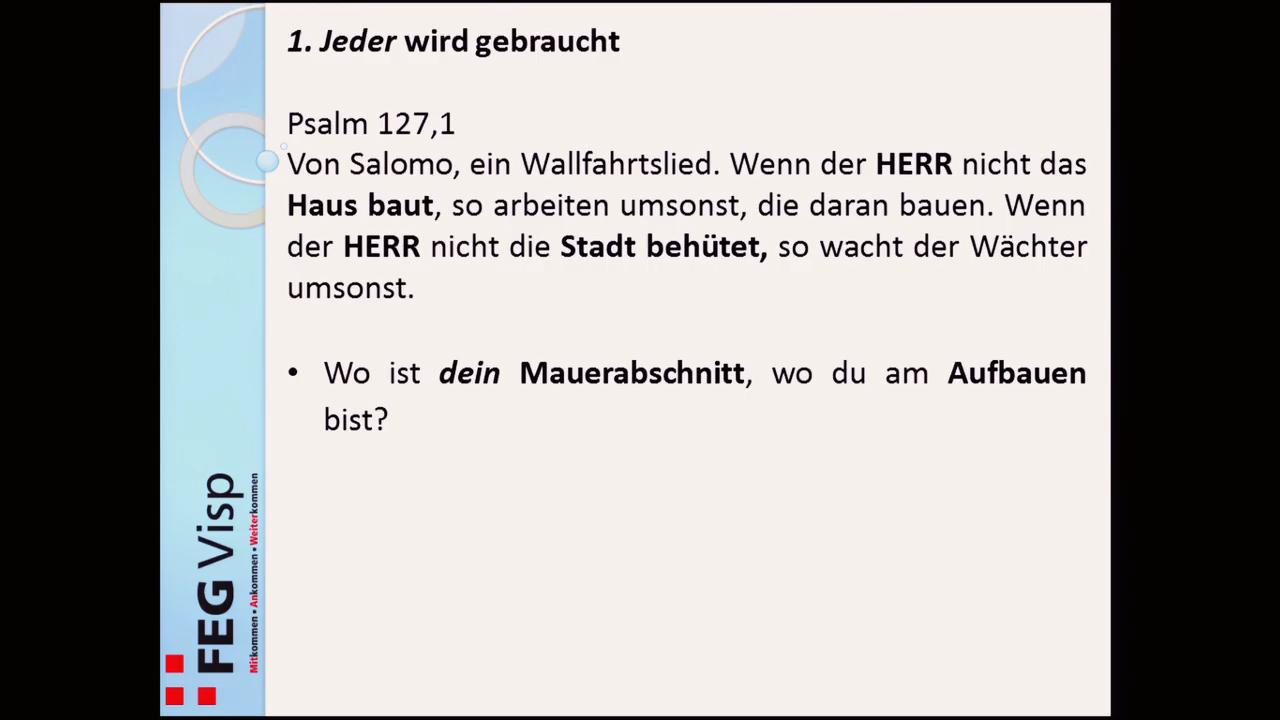 1. Jeder wird gebraucht
Psalm 127,1
Von Salomo, ein Wallfahrtslied. Wenn der HERR nicht das
Haus baut, so arbeiten umsonst, die daran bauen. Wenn
der HERR nicht die Stadt behütet, so wacht der Wächter
umsonst.
• Wo ist dein Mauerabschnitt, wo du am Aufbauen
bist?
FEG Visp
Mitkommen • Ankommen • Weiterkommen